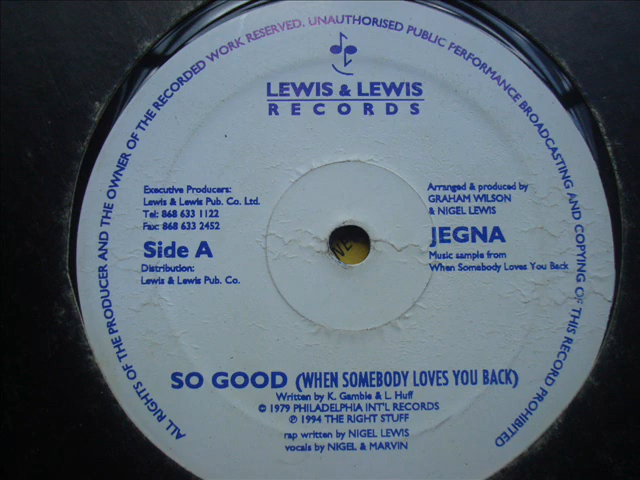 ALL RIGHTS OF THE PRODUCER AND THE OWNER OF THE RECORDED WORK RESERVED. UNAUTHORISED PUBLIC PERFORMANCE BROADCASTING AND COPYING OF THIS RECORD PROHIBITED
LEWIS & LEWIS
RECORDS
Executive Producers:
Lewis & Lewis Pub. Co. Ltd.
Tel: 868 633 1122
Fax: 868 633 2452
Side A
Distribution:
Lewis & Lewis Pub. Co.
Arranged & produced by
GRAHAM WILSON
& NIGEL LEWIS
JEGNA
Music sample from
When Somebody Loves You Back
SO GOOD (WHEN SOMEBODY LOVES YOU BACK)
Written by K. Gamble & L. Huff
© 1979 PHILADELPHIA INT'L RECORDS
℗ 1994 THE RIGHT STUFF
rap written by NIGEL LEWIS
vocals by NIGEL & MARVIN